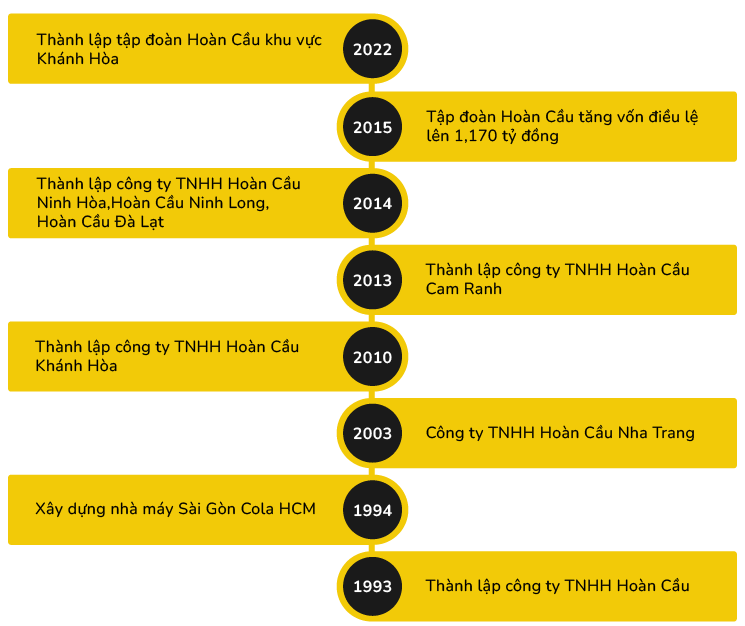 Thành lập tập đoàn Hoàn Cầu khu vực
Khánh Hòa
2022
2015
Tập đoàn Hoàn Cầu tăng vốn điều lệ
lên 1,170 tỷ đồng
Thành lập công ty TNHH Hoàn Cầu
Ninh Hòa,Hoàn Cầu Ninh Long,
Hoàn Cầu Đà Lạt
2014
2013
Thành lập công ty TNHH Hoàn Cầu
Cam Ranh
Thành lập công ty TNHH Hoàn Cầu
Khánh Hòa
2010
2003
Công ty TNHH Hoàn Cầu Nha Trang
Xây dựng nhà máy Sài Gòn Cola HCM
1994
1993
Thành lập công ty TNHH Hoàn Cầu